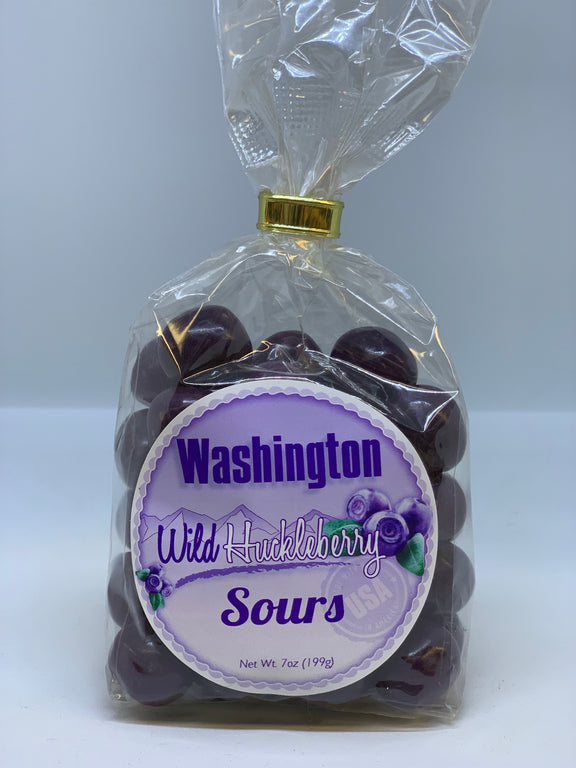 Washington
Wild Huckleberry
Sours
USA
Net Wt. 7oz (199g)